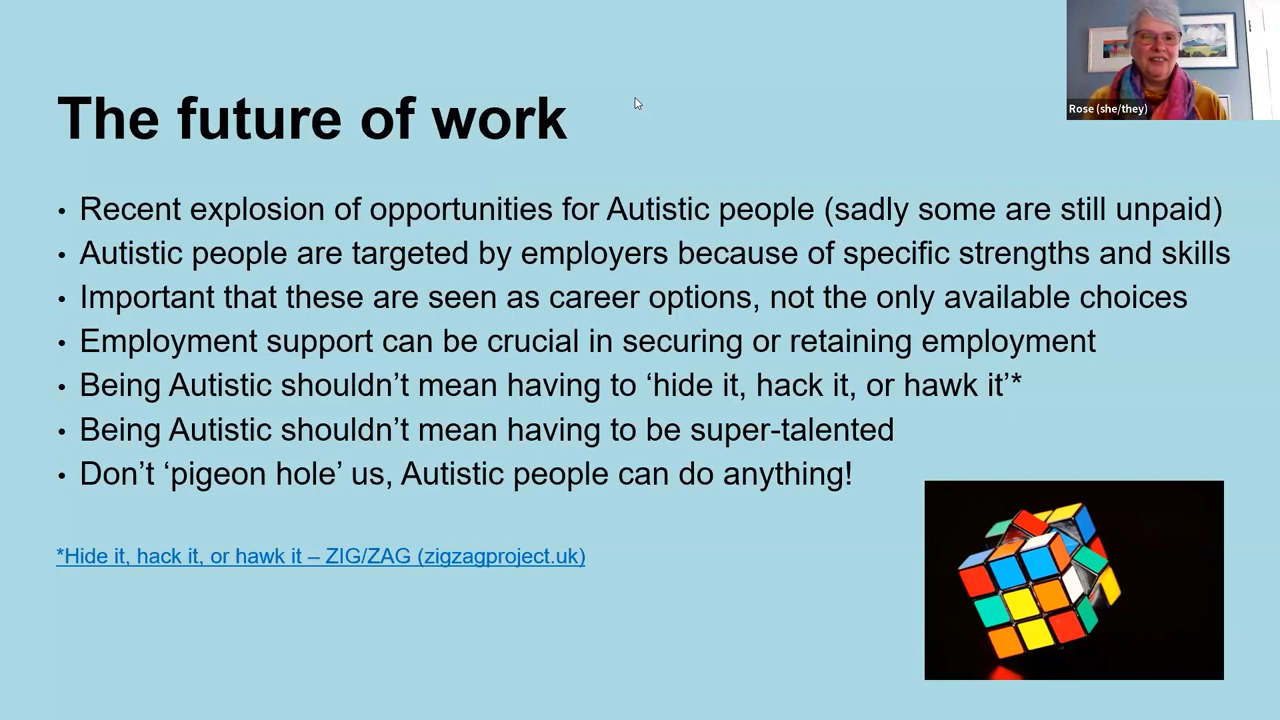 Rose (she/they)
The future of work
• Recent explosion of opportunities for Autistic people (sadly some are still unpaid)
• Autistic people are targeted by employers because of specific strengths and skills
• Important that these are seen as career options, not the only available choices
• Employment support can be crucial in securing or retaining employment
• Being Autistic shouldn’t mean having to ‘hide it, hack it, or hawk it’*
• Being Autistic shouldn’t mean having to be super-talented
• Don’t ‘pigeon hole’ us, Autistic people can do anything!
*Hide it, hack it, or hawk it – ZIG/ZAG (zigzagproject.uk)